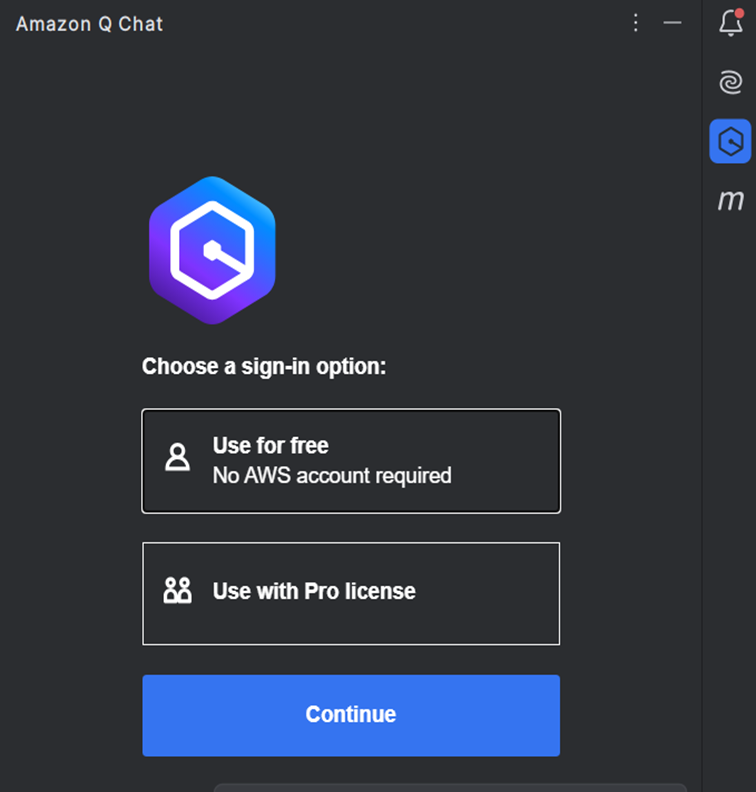 Amazon Q Chat
Choose a sign-in option:
Use for free
No AWS account required
Use with Pro license
Continue
m